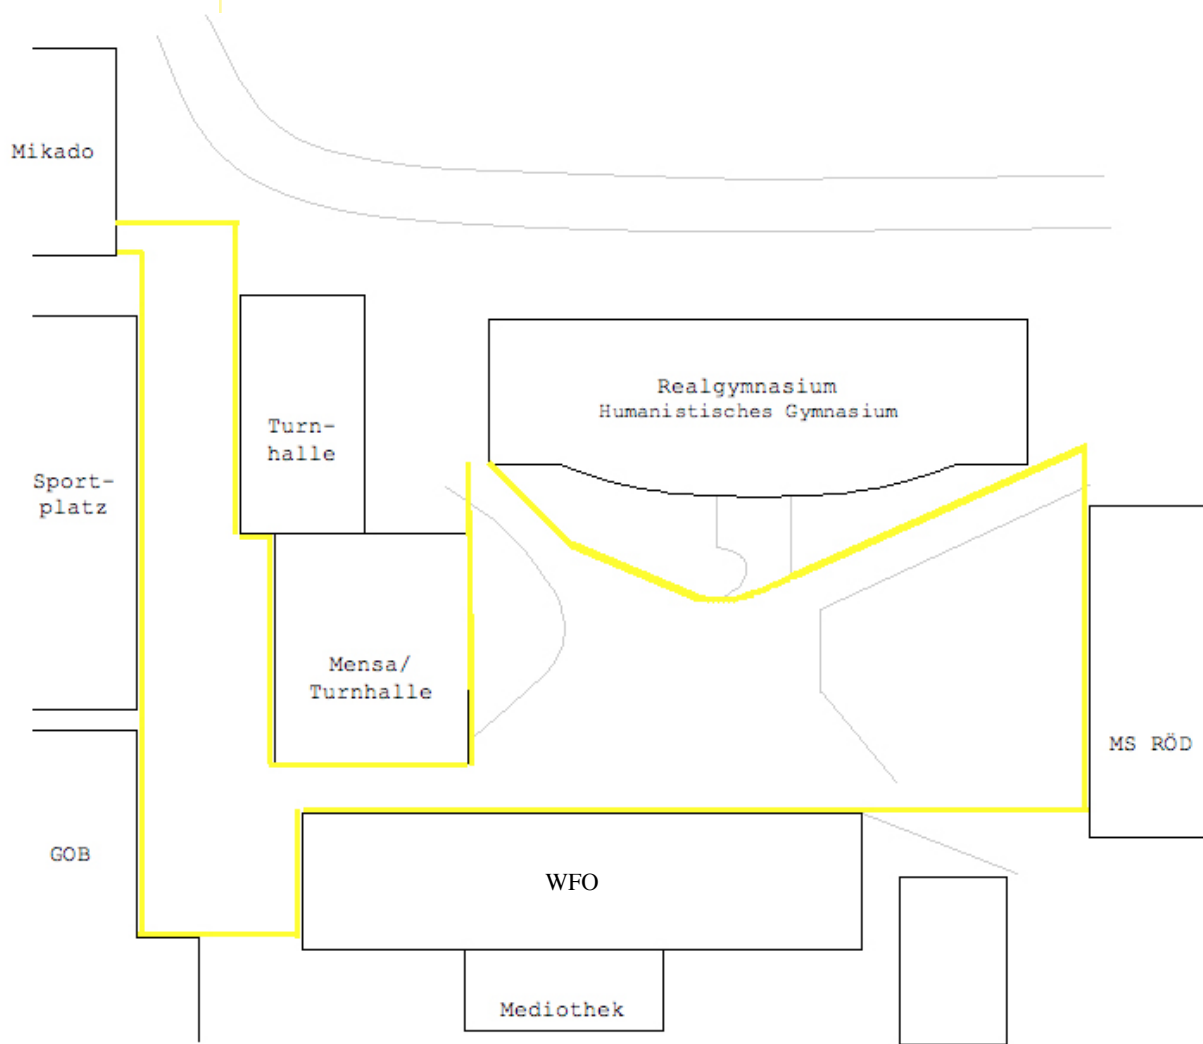 Mikado
Realgymnasium
Humanistisches Gymnasium
Turn-
halle
Sport-
platz
Mensa/
Turnhalle
MS RÖD
GOB
WFO
Mediothek